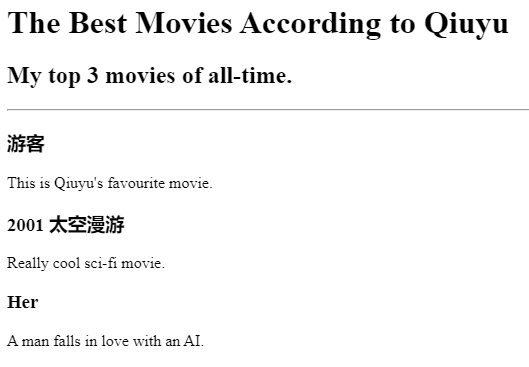 The Best Movies According to Qiuyu
My top 3 movies of all-time.
游客
This is Qiuyu's favourite movie.
2001 太空漫游
Really cool sci-fi movie.
Her
A man falls in love with an AI.